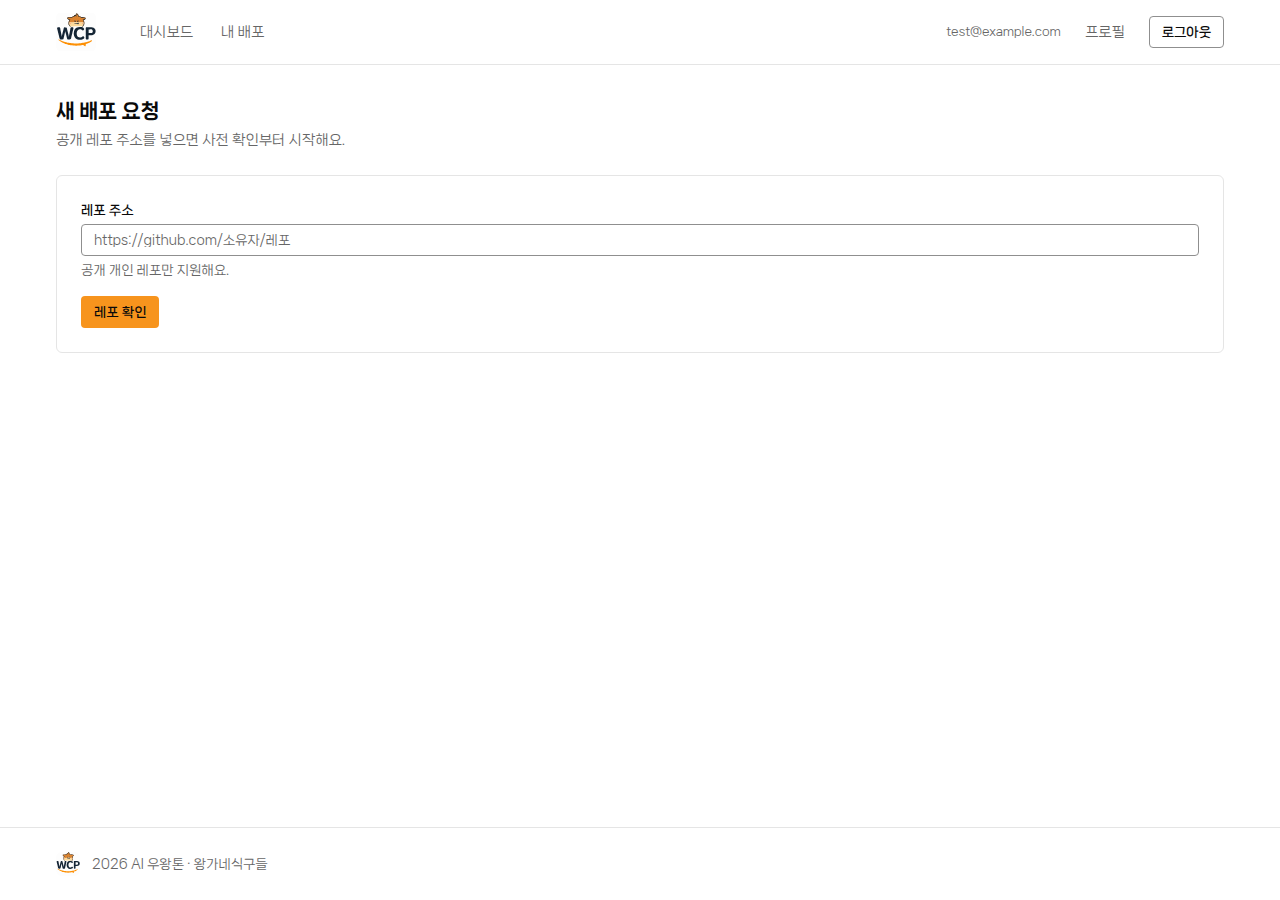 WCP
대시보드
내 배포
test@example.com
프로필
로그아웃
새 배포 요청
공개 레포 주소를 넣으면 사전 확인부터 시작해요.
레포 주소
https://github.com/소유자/레포
공개 개인 레포만 지원해요.
레포 확인
WCP
2026 AI 우왕톤 · 왕가네식구들